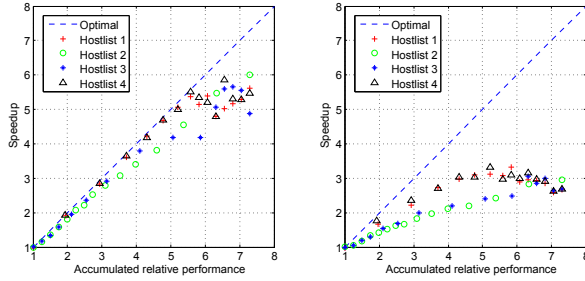 8
7
6
5
4
3
2
1
Speedup
Optimal
Hostlist 1
Hostlist 2
Hostlist 3
Hostlist 4
1 2 3 4 5 6 7 8
Accumulated relative performance
8
7
6
5
4
3
2
1
Speedup
Optimal
Hostlist 1
Hostlist 2
Hostlist 3
Hostlist 4
1 2 3 4 5 6 7 8
Accumulated relative performance